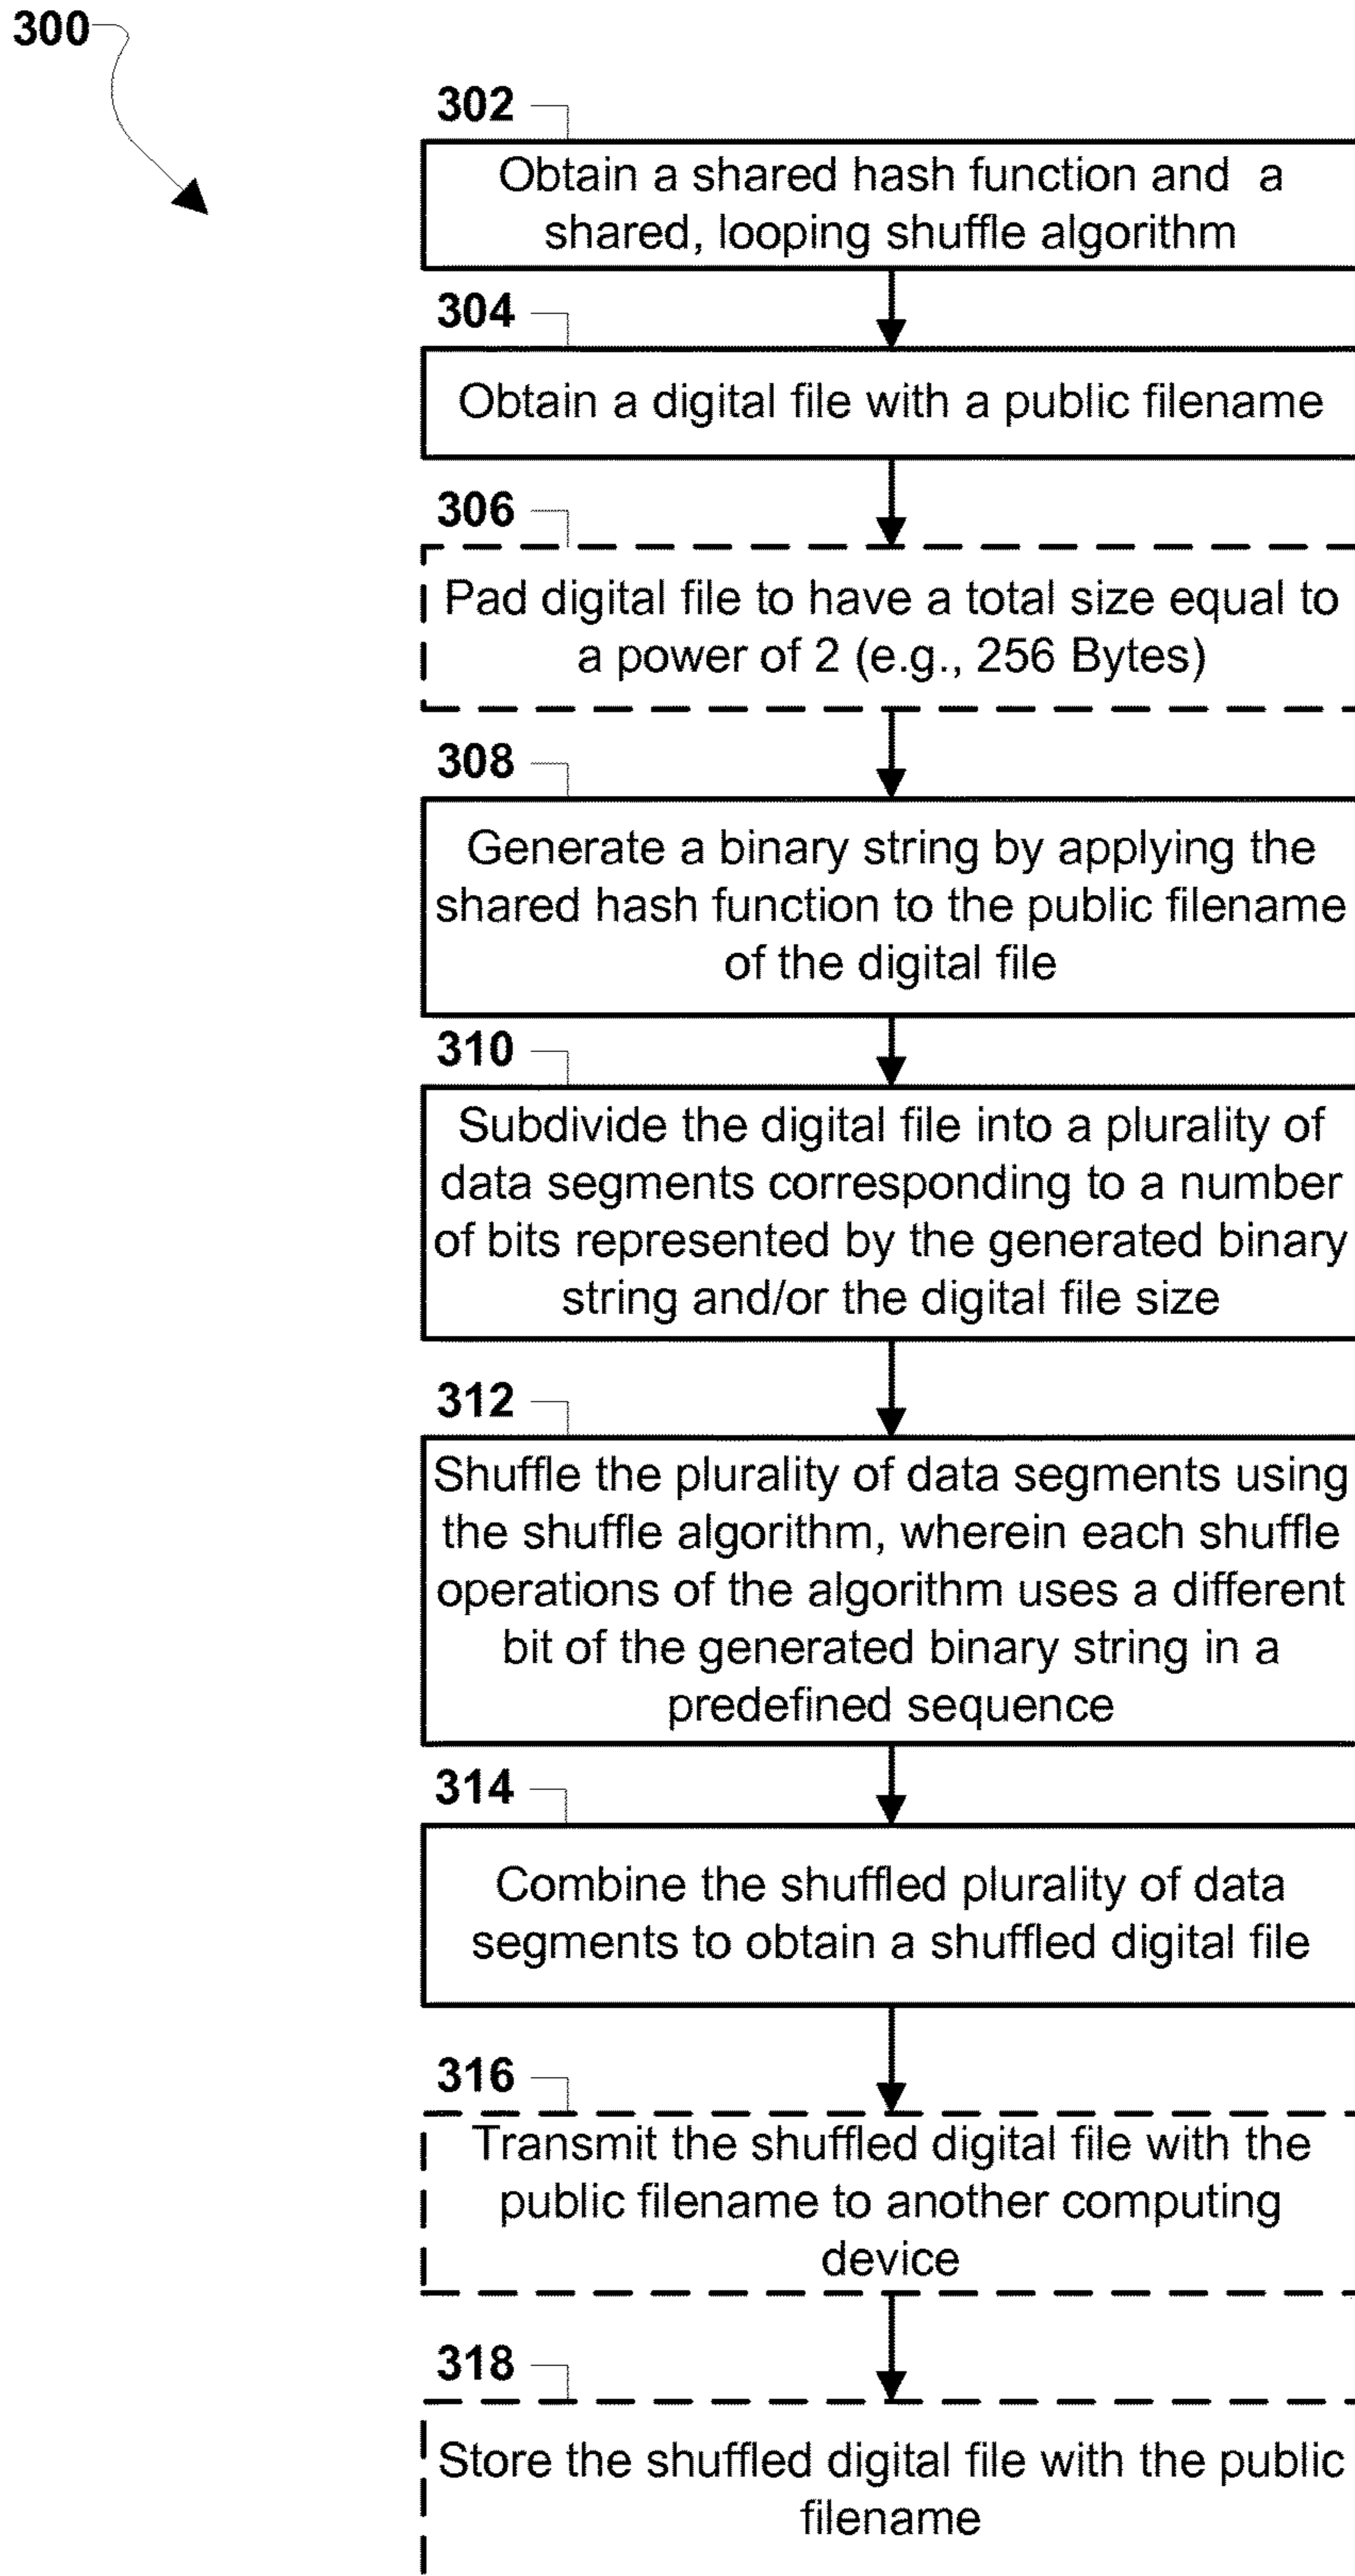 300
302
Obtain a shared hash function and a
shared, looping shuffle algorithm
304
Obtain a digital file with a public filename
306
Pad digital file to have a total size equal to
a power of 2 (e.g., 256 Bytes)
308
Generate a binary string by applying the
shared hash function to the public filename
of the digital file
310
Subdivide the digital file into a plurality of
data segments corresponding to a number
of bits represented by the generated binary
string and/or the digital file size
312
Shuffle the plurality of data segments using
the shuffle algorithm, wherein each shuffle
operations of the algorithm uses a different
bit of the generated binary string in a
predefined sequence
314
Combine the shuffled plurality of data
segments to obtain a shuffled digital file
316
Transmit the shuffled digital file with the
public filename to another computing
device
318
Store the shuffled digital file with the public
filename